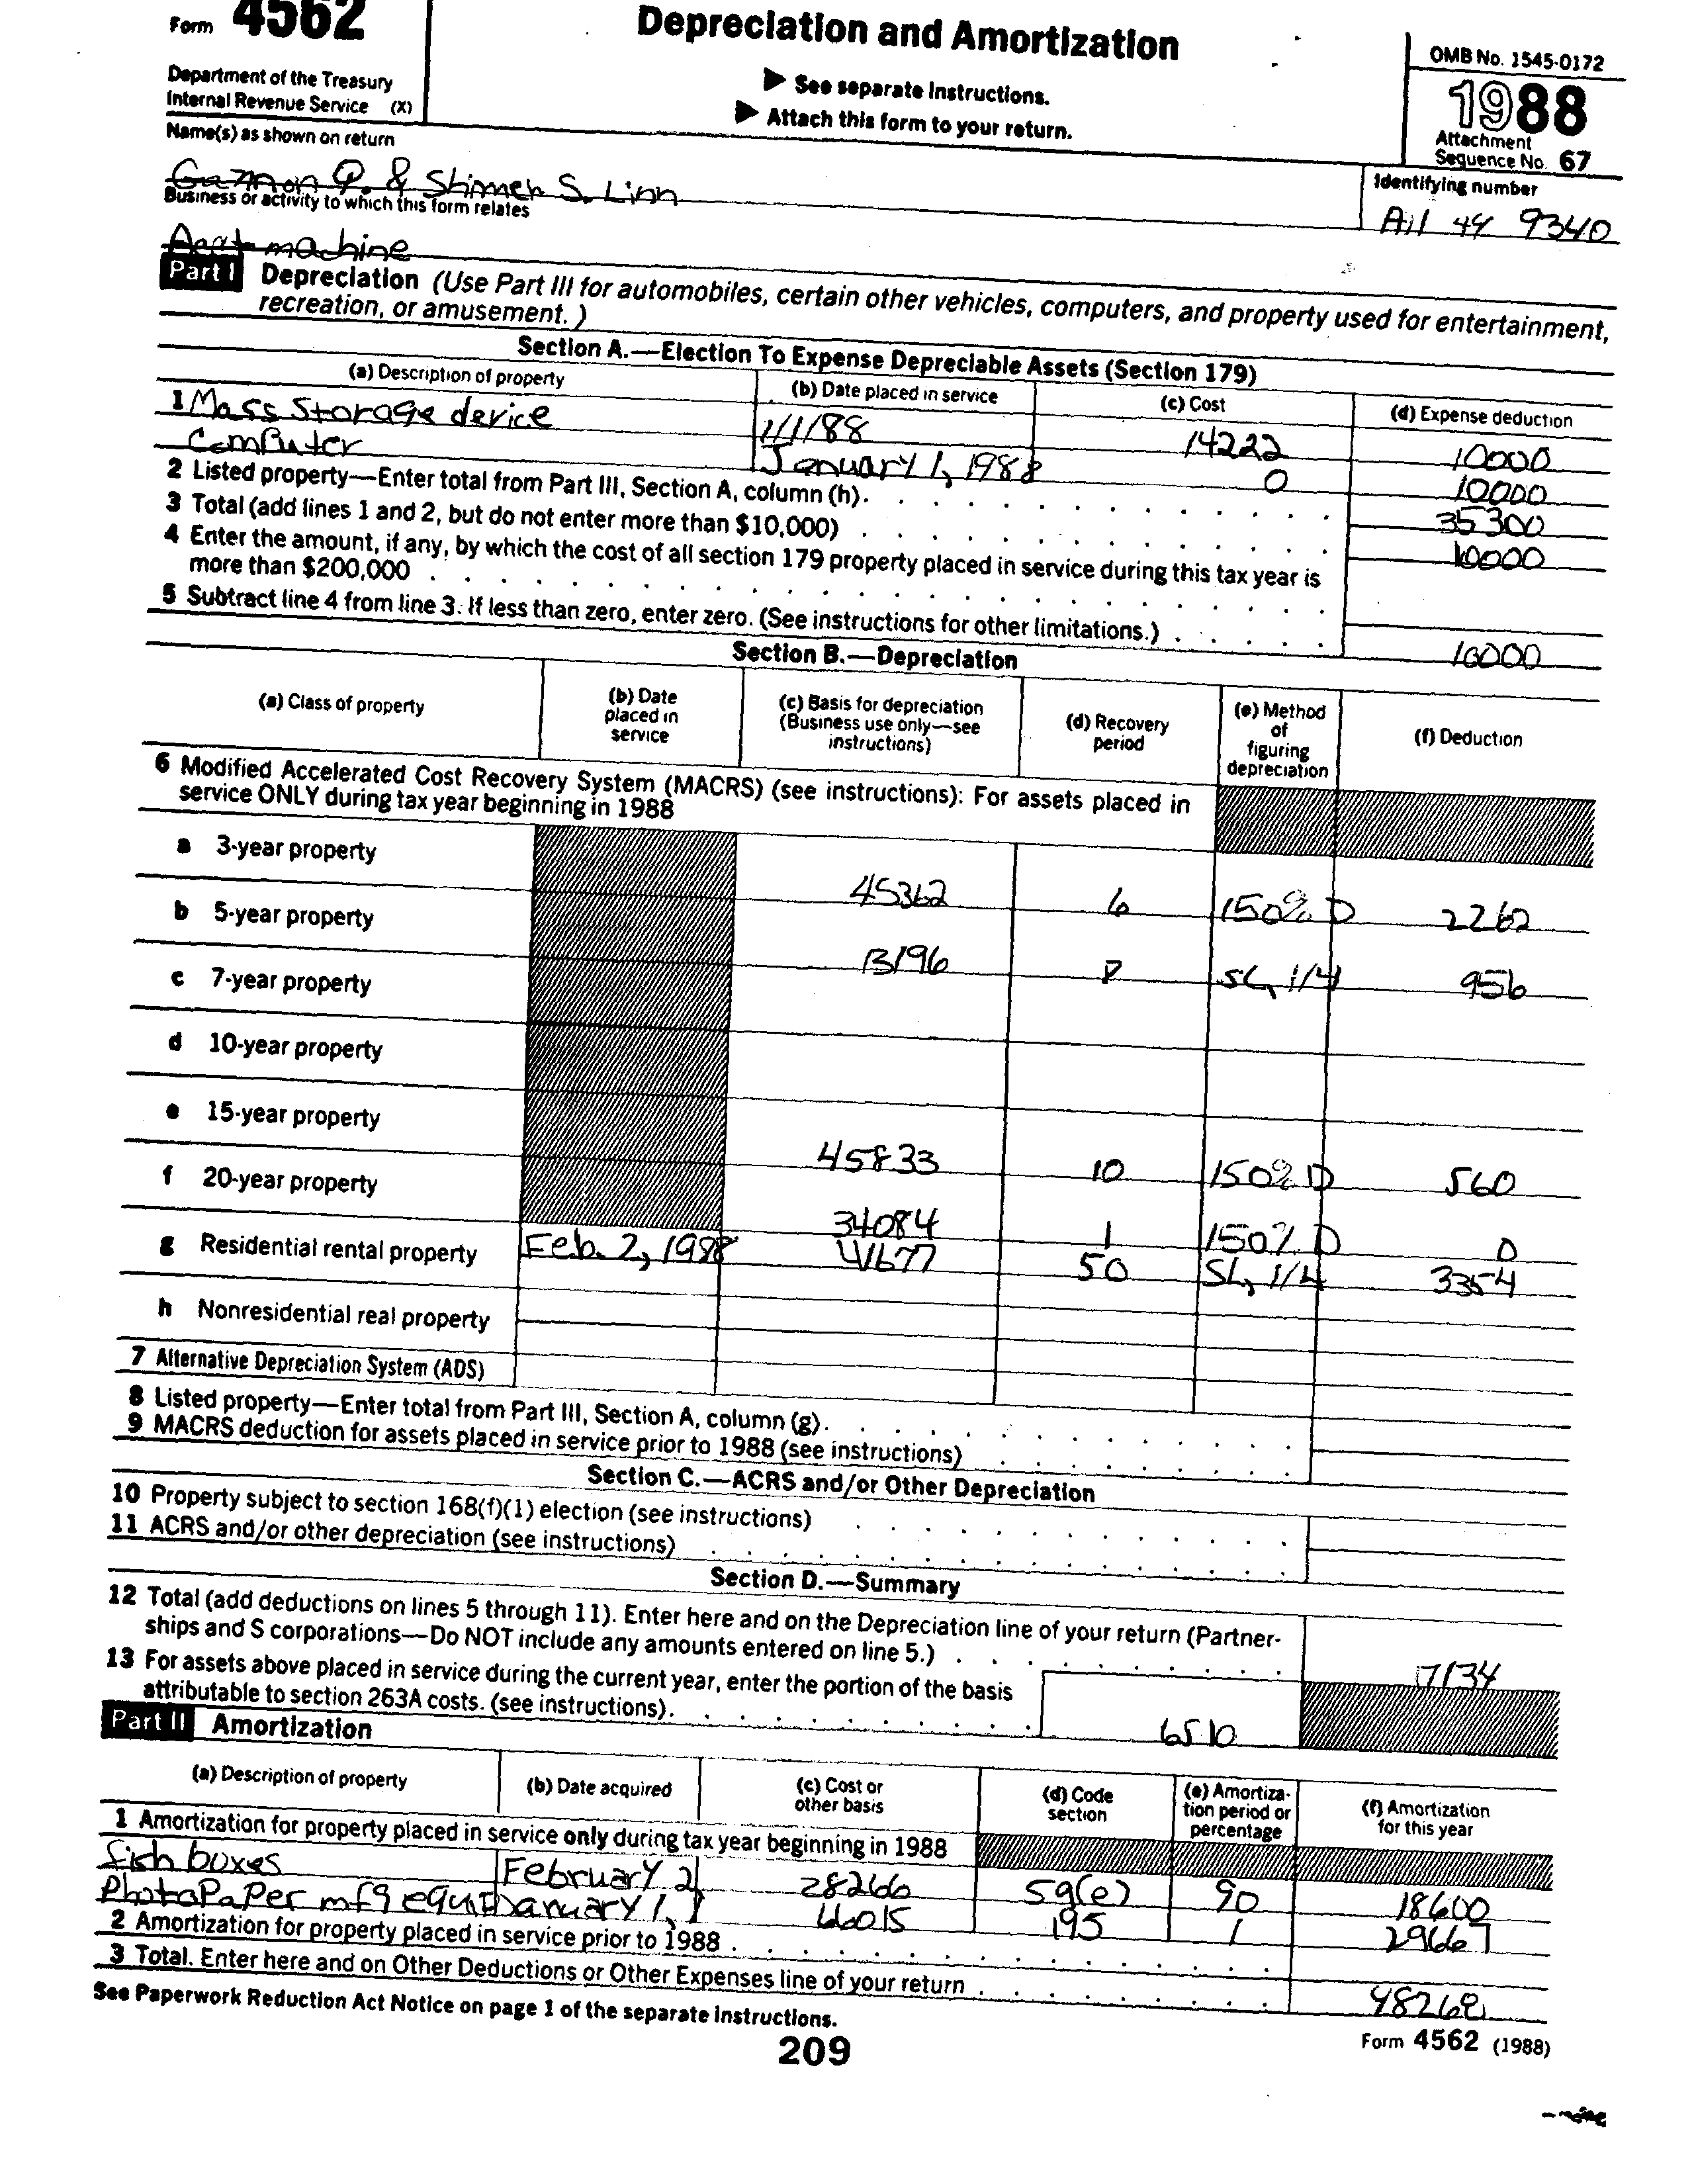 Form 4562
Department of the Treasury
Internal Revenue Service (X)
Depreciation and Amortization
▶ See separate Instructions.
▶ Attach this form to your return.
OMB No. 1545-0172
1988
Attachment
Sequence No. 67
Name(s) as shown on return
Q. & Shimeh S. Linn
Identifying number
44 9340
Business or activity to which this form relates
machine
Part I Depreciation (Use Part III for automobiles, certain other vehicles, computers, and property used for entertainment,
recreation, or amusement.)
Section A.—Election To Expense Depreciable Assets (Section 179)
(a) Description of property (b) Date placed in service (c) Cost (d) Expense deduction
1 Mass Storage device 1/1/88 14222 10000
Computer January 1, 1988 0 10000
2 Listed property—Enter total from Part III, Section A, column (h). 35300
3 Total (add lines 1 and 2, but do not enter more than $10,000) 10000
4 Enter the amount, if any, by which the cost of all section 179 property placed in service during this tax year is
more than $200,000
5 Subtract line 4 from line 3. If less than zero, enter zero. (See instructions for other limitations.) 10000
Section B.—Depreciation
(a) Class of property (b) Date placed in service (c) Basis for depreciation (Business use only—see instructions) (d) Recovery period (e) Method of figuring depreciation (f) Deduction
6 Modified Accelerated Cost Recovery System (MACRS) (see instructions): For assets placed in
service ONLY during tax year beginning in 1988
a 3-year property 45362 6 150% D 2262
b 5-year property 13196 8 SL, 1/4 956
c 7-year property
d 10-year property
e 15-year property 45833 10 150% D 560
f 20-year property 34084 1 150% D 0
g Residential rental property Feb. 2, 1988 41677 50 SL, 1/4 3354
h Nonresidential real property
7 Alternative Depreciation System (ADS)
8 Listed property—Enter total from Part III, Section A, column (g).
9 MACRS deduction for assets placed in service prior to 1988 (see instructions)
Section C.—ACRS and/or Other Depreciation
10 Property subject to section 168(f)(1) election (see instructions)
11 ACRS and/or other depreciation (see instructions)
Section D.—Summary
12 Total (add deductions on lines 5 through 11). Enter here and on the Depreciation line of your return (Partner-
ships and S corporations—Do NOT include any amounts entered on line 5.) 17134
13 For assets above placed in service during the current year, enter the portion of the basis
attributable to section 263A costs. (see instructions). 6510
Part II Amortization
(a) Description of property (b) Date acquired (c) Cost or other basis (d) Code section (e) Amortiza-tion period or percentage (f) Amortization for this year
1 Amortization for property placed in service only during tax year beginning in 1988
fish boxes February 2 28266 59(e) 90 18600
PhotoPaper mfg equip January 1, 1 66015 195 1 29667
2 Amortization for property placed in service prior to 1988
3 Total. Enter here and on Other Deductions or Other Expenses line of your return 48268
See Paperwork Reduction Act Notice on page 1 of the separate Instructions.
209
Form 4562 (1988)